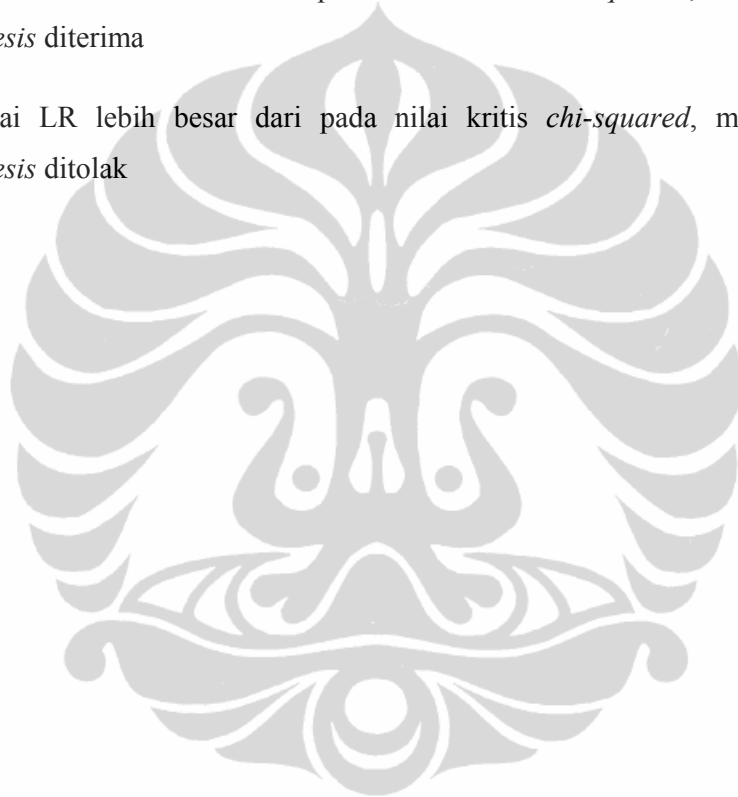 esis diterima
ai LR lebih besar dari pada nilai kritis chi-squared, m
esis ditolak